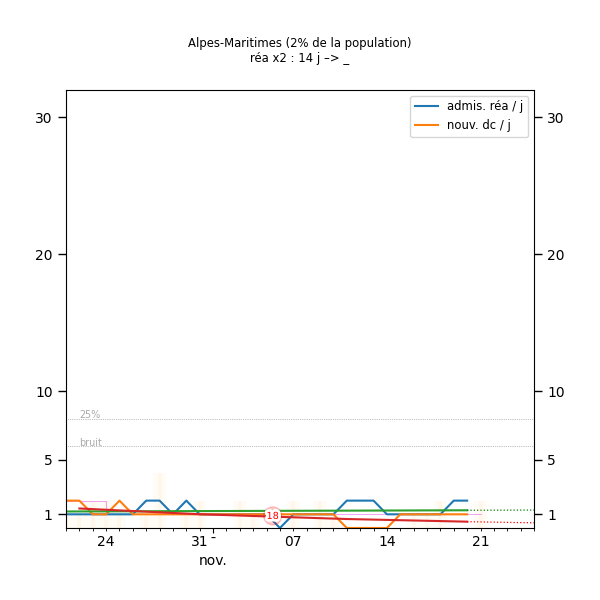 Alpes-Maritimes (2% de la population)
réa x2 : 14 j –> _
admis. réa / j
nouv. dc / j
30
30
20
20
10
10
25%
bruit
5
5
1
1
18
24
31 -
07
14
21
nov.